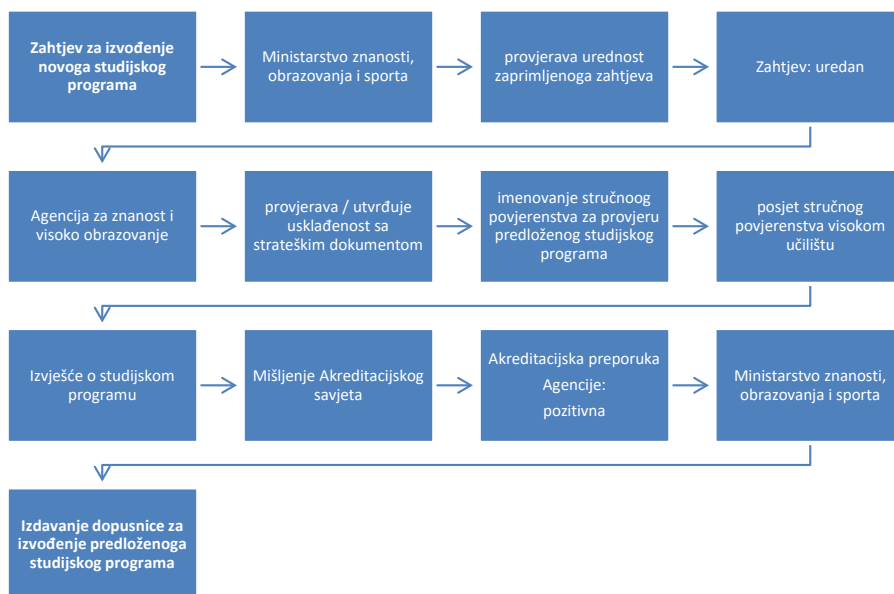 Zahtjev za izvođenje
novoga studijskog
programa
Ministarstvo znanosti,
obrazovanja i sporta
provjerava urednost
zaprimljenoga zahtjeva
Zahtjev: uredan
Agencija za znanost i
visoko obrazovanje
provjerava / utvrđuje
usklađenost sa
strateškim dokumentom
imenovanje stručnoog
povjerenstva za provjeru
predloženog studijskog
programa
posjet stručnog
povjerenstva visokom
učilištu
Izvješće o studijskom
programu
Mišljenje Akreditacijskog
savjeta
Akreditacijska preporuka
Agencije:
pozitivna
Ministarstvo znanosti,
obrazovanja i sporta
Izdavanje dopusnice za
izvođenje predloženoga
studijskog programa